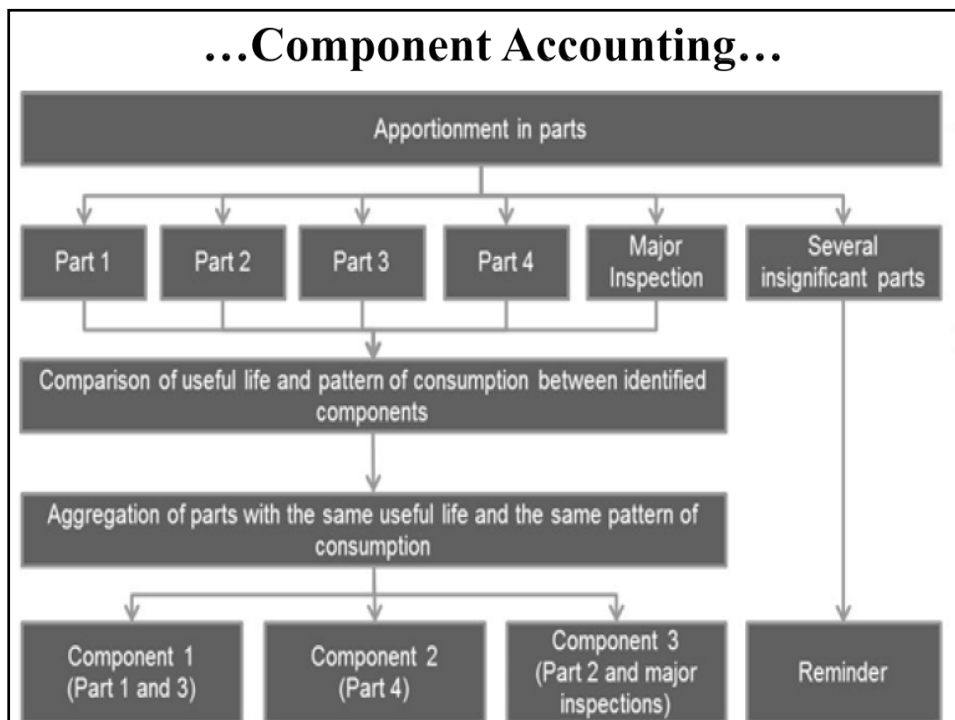 ...Component Accounting...
Apportionment in parts
Part 1
Part 2
Part 3
Part 4
Major
Inspection
Several
insignificant parts
Comparison of useful life and pattern of consumption between identified
components
Aggregation of parts with the same useful life and the same pattern of
consumption
Component 1
(Part 1 and 3)
Component 2
(Part 4)
Component 3
(Part 2 and major
inspections)
Reminder